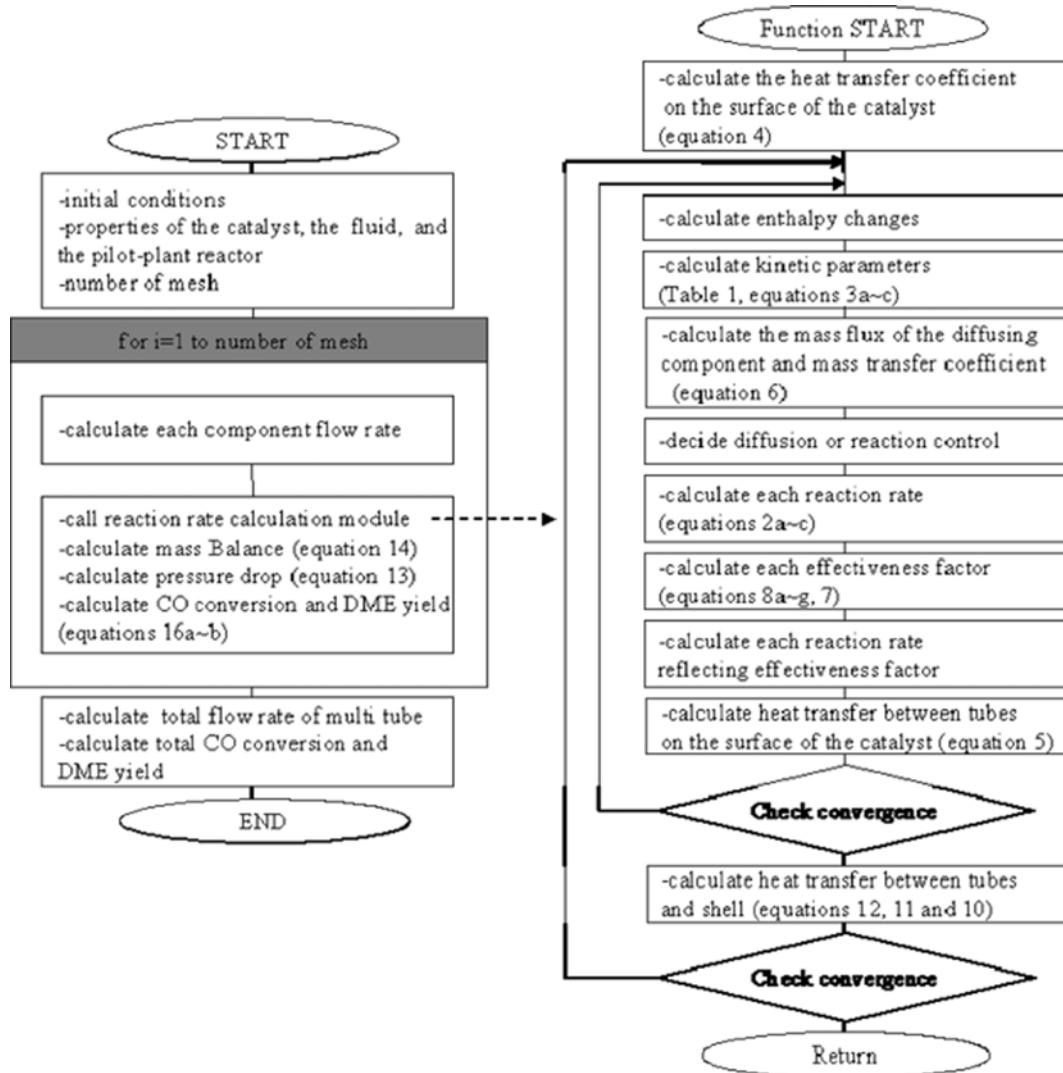 START
-initial conditions
-properties of the catalyst, the fluid, and
the pilot-plant reactor
-number of mesh
for i=1 to number of mesh
-calculate each component flow rate
-call reaction rate calculation module
-calculate mass Balance (equation 14)
-calculate pressure drop (equation 13)
-calculate CO conversion and DME yield
(equations 16a~b)
-calculate total flow rate of multi tube
-calculate total CO conversion and
DME yield
END
Function START
-calculate the heat transfer coefficient
on the surface of the catalyst
(equation 4)
-calculate enthalpy changes
-calculate kinetic parameters
(Table 1, equations 3a~c)
-calculate the mass flux of the diffusing
component and mass transfer coefficient
(equation 6)
-decide diffusion or reaction control
-calculate each reaction rate
(equations 2a~c)
-calculate each effectiveness factor
(equations 8a~g, 7)
-calculate each reaction rate
reflecting effectiveness factor
-calculate heat transfer between tubes
on the surface of the catalyst (equation 5)
Check convergence
-calculate heat transfer between tubes
and shell (equations 12, 11 and 10)
Check convergence
Return